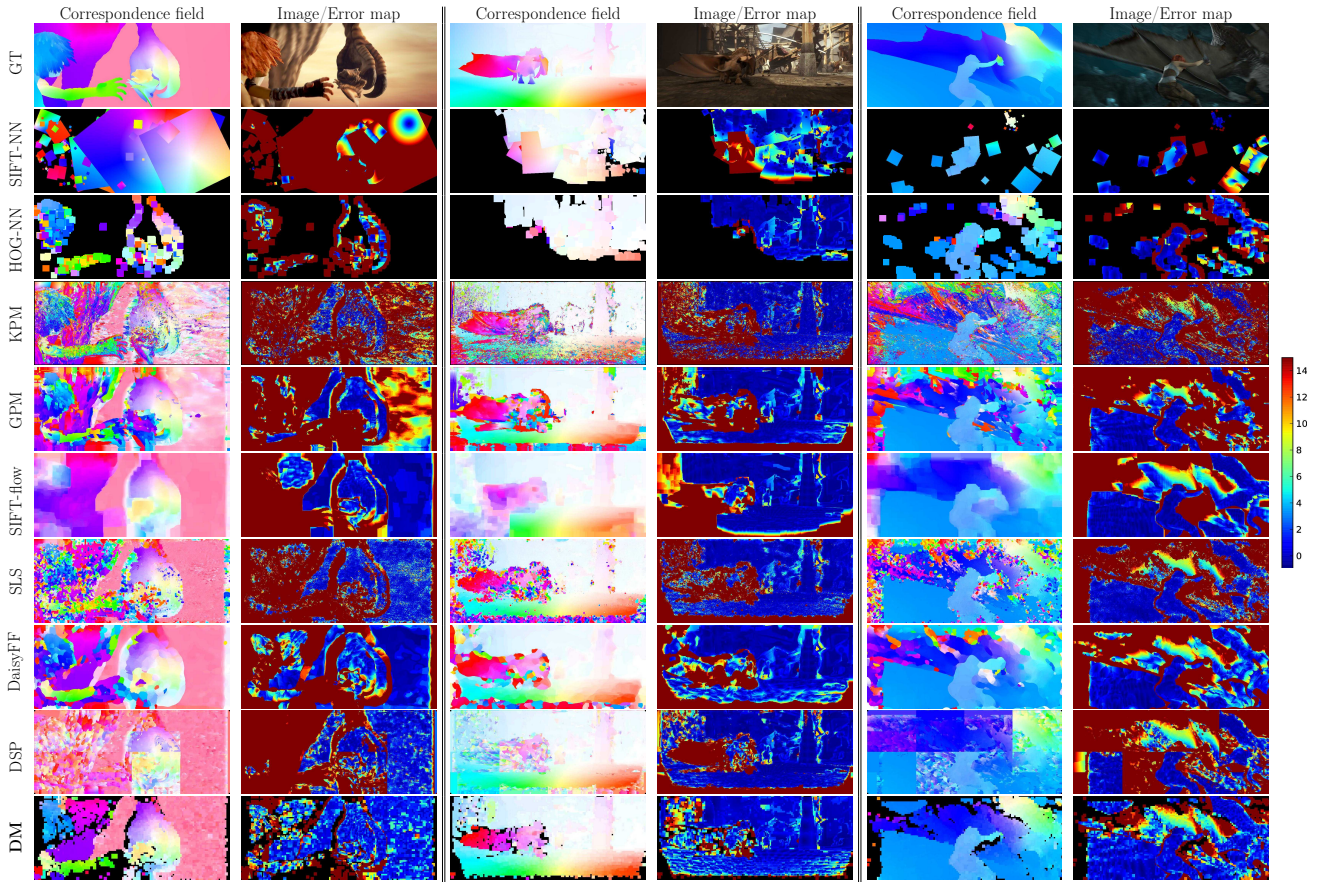 Correspondence field Image/Error map Correspondence field Image/Error map Correspondence field Image/Error map
GT
SIFT-NN
HOG-NN
KPM
GPM
SIFT-flow
SLS
DaisyFF
DSP
DM
14
12
10
8
6
4
2
0